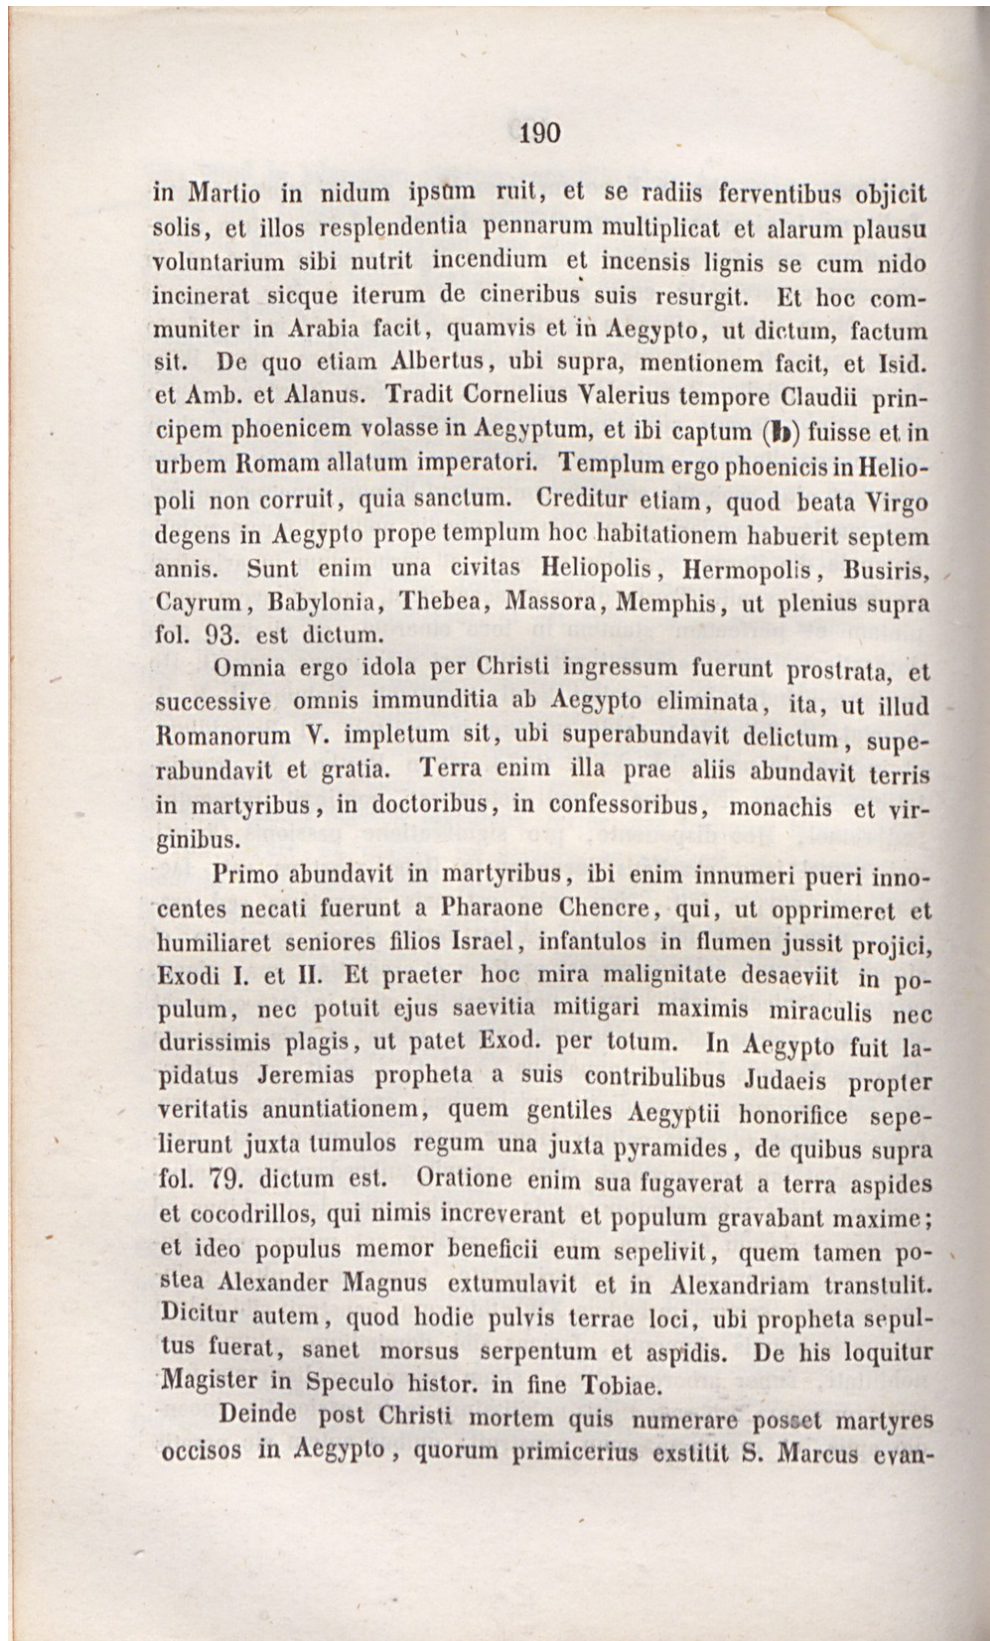 190
in Martio in nidum ipsum ruit, et se radiis ferventibus objicit
solis, et illos resplendentia pennarum multiplicat et alarum plausu
voluntarium sibi nutrit incendium et incensis lignis se cum nido
incinerat sicque iterum de cineribus suis resurgit. Et hoc com-
muniter in Arabia facit, quamvis et in Aegypto, ut dictum, factum
sit. De quo etiam Albertus, ubi supra, mentionem facit, et Isid.
et Amb. et Alanus. Tradit Cornelius Valerius tempore Claudii prin-
cipem phoenicem volasse in Aegyptum, et ibi captum (b) fuisse et in
urbem Romam allatum imperatori. Templum ergo phoenicis in Helio-
poli non corruit, quia sanctum. Creditur etiam, quod beata Virgo
degens in Aegypto prope templum hoc habitationem habuerit septem
annis. Sunt enim una civitas Heliopolis, Hermopolis, Busiris,
Cayrum, Babylonia, Thebea, Massora, Memphis, ut plenius supra
fol. 93. est dictum.
Omnia ergo idola per Christi ingressum fuerunt prostrata, et
successive omnis immunditia ab Aegypto eliminata, ita, ut illud
Romanorum V. impletum sit, ubi superabundavit delictum, supe-
rabundavit et gratia. Terra enim illa prae aliis abundavit terris
in martyribus, in doctoribus, in confessoribus, monachis et vir-
ginibus.
Primo abundavit in martyribus, ibi enim innumeri pueri inno-
centes necati fuerunt a Pharaone Chencre, qui, ut opprimeret et
humiliaret seniores filios Israel, infantulos in flumen jussit projici,
Exodi I. et II. Et praeter hoc mira malignitate desaeviit in po-
pulum, nec potuit ejus saevitia mitigari maximis miraculis nec
durissimis plagis, ut patet Exod. per totum. In Aegypto fuit la-
pidatus Jeremias propheta a suis contribulibus Judaeis propter
veritatis anuntiationem, quem gentiles Aegyptii honorifice sepe-
lierunt juxta tumulos regum una juxta pyramides, de quibus supra
fol. 79. dictum est. Oratione enim sua fugaverat a terra aspides
et cocodrillos, qui nimis increverant et populum gravabant maxime;
et ideo populus memor beneficii eum sepelivit, quem tamen po-
stea Alexander Magnus extumulavit et in Alexandriam transtulit.
Dicitur autem, quod hodie pulvis terrae loci, ubi propheta sepul-
tus fuerat, sanet morsus serpentum et aspidis. De his loquitur
Magister in Speculo histor. in fine Tobiae.
Deinde post Christi mortem quis numerare posset martyres
occisos in Aegypto, quorum primicerius exstitit S. Marcus evan-